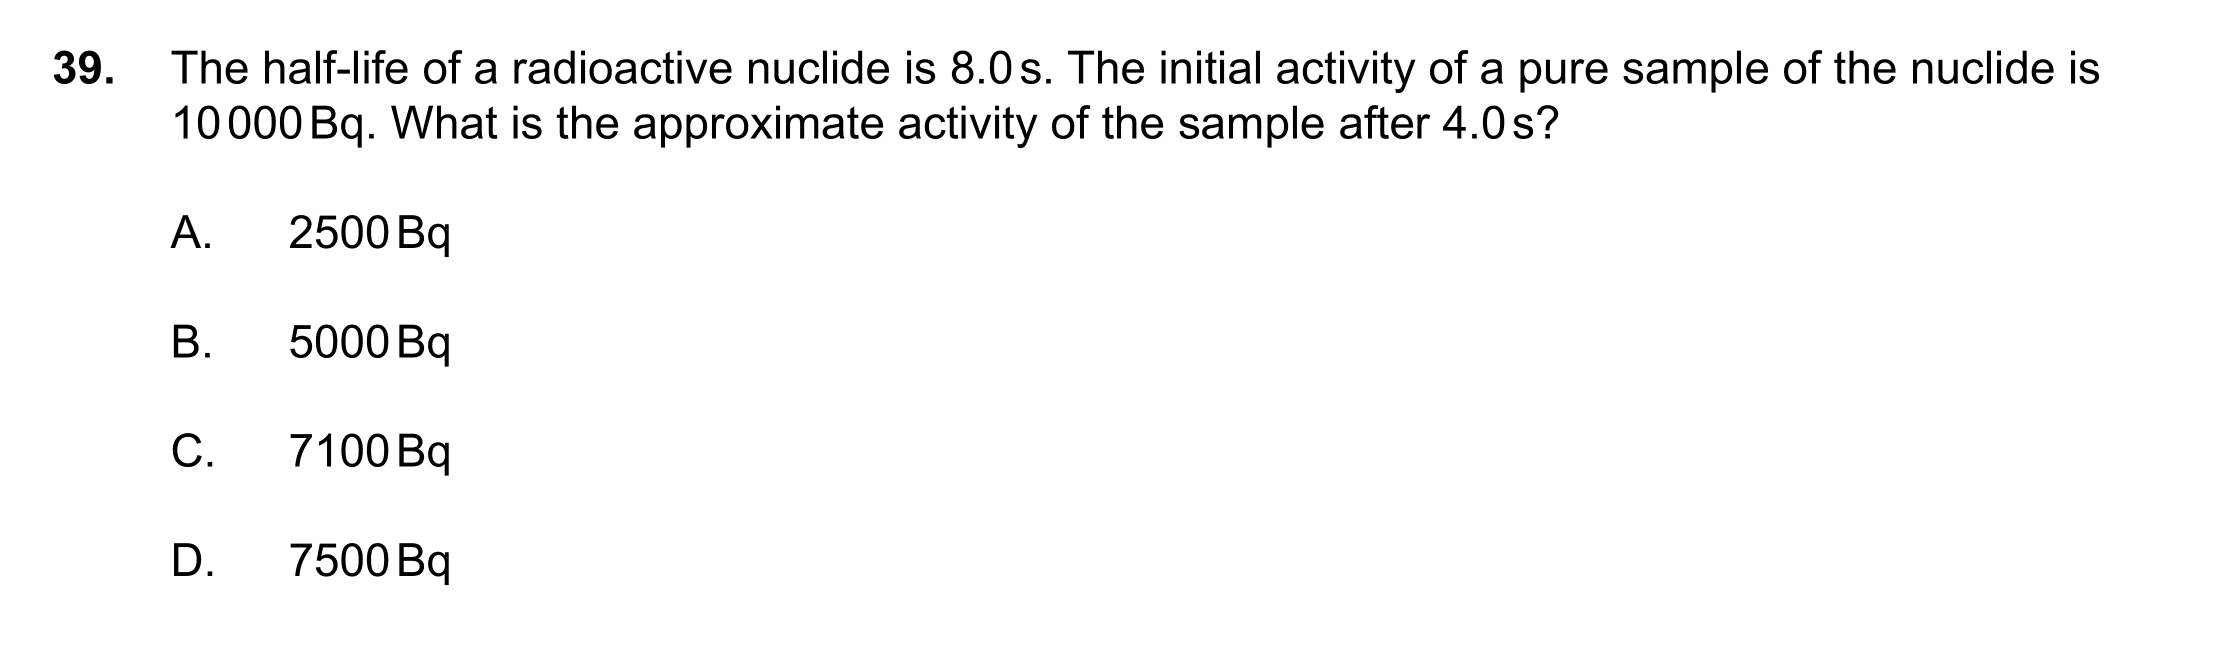 39. The half-life of a radioactive nuclide is 8.0 s. The initial activity of a pure sample of the nuclide is
10 000 Bq. What is the approximate activity of the sample after 4.0 s?
A. 2500 Bq
B. 5000 Bq
C. 7100 Bq
D. 7500 Bq